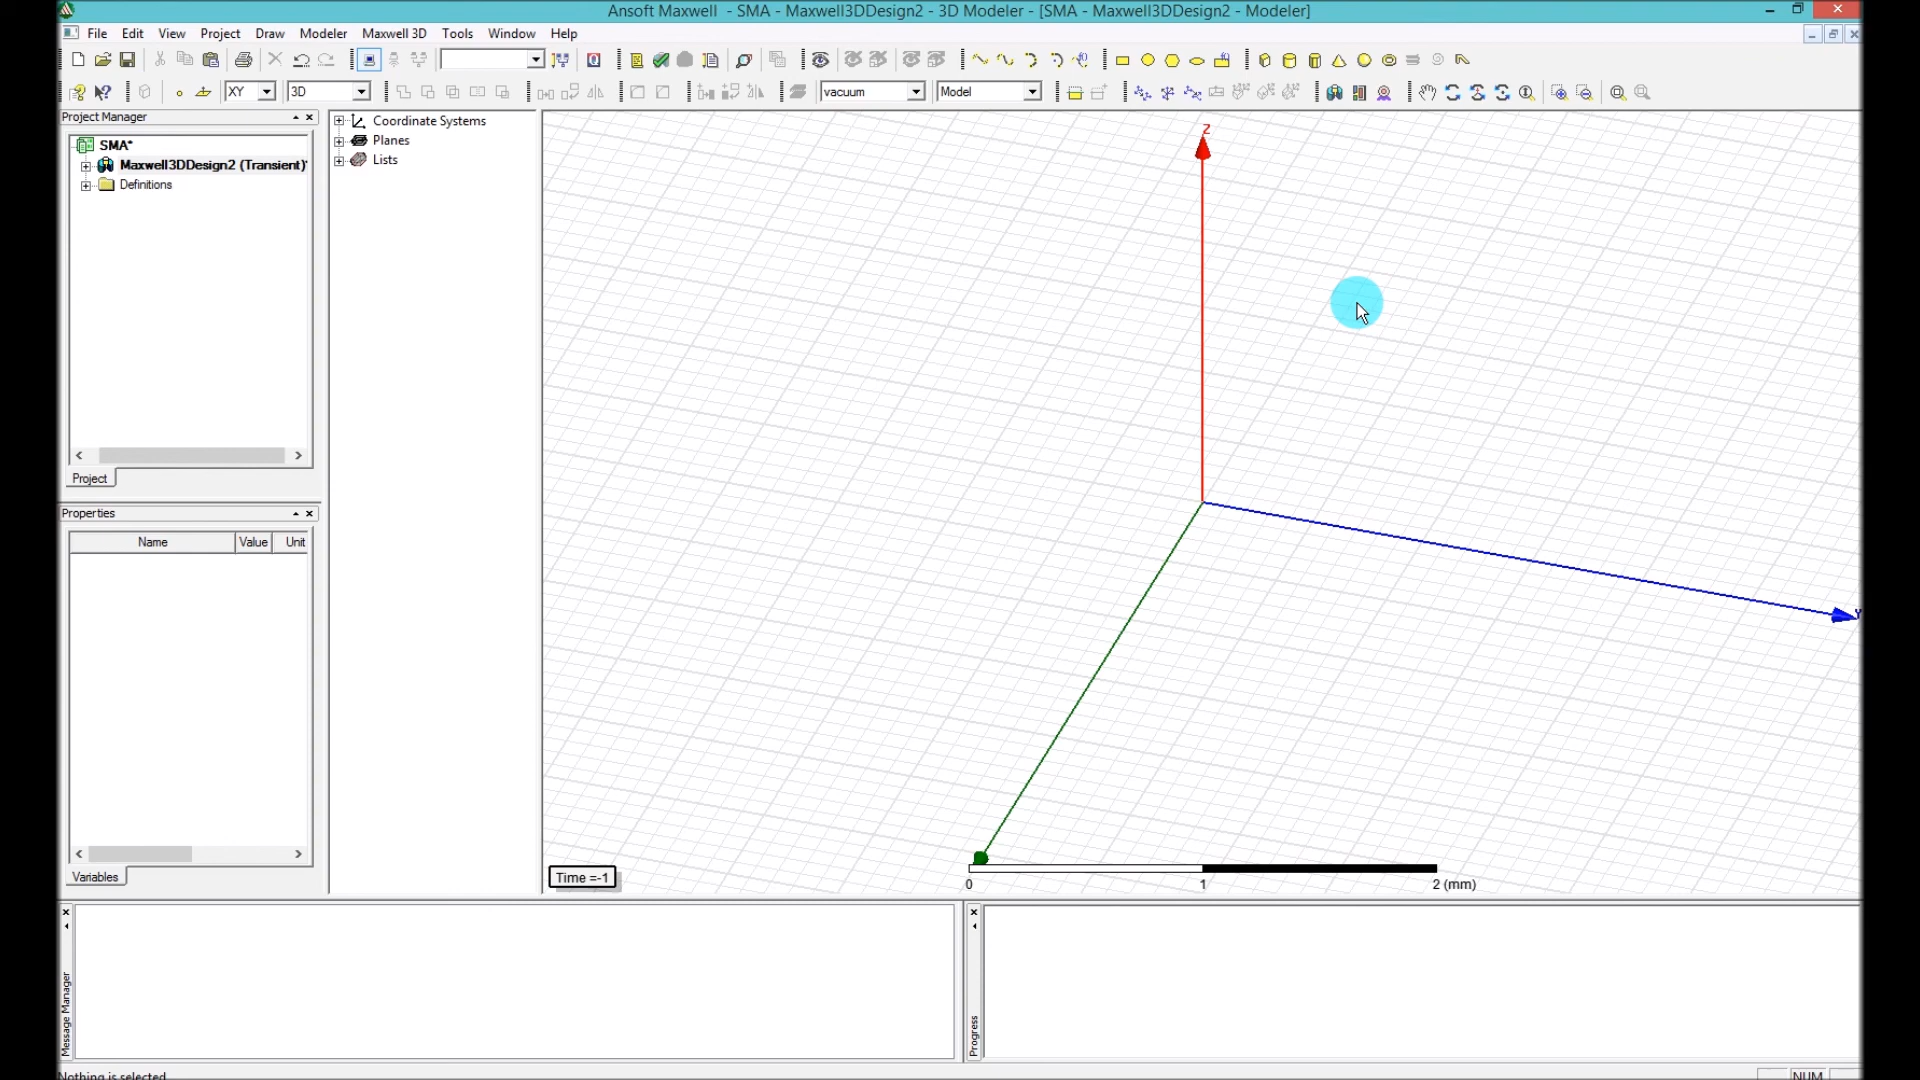 Ansoft Maxwell - SMA - Maxwell3DDesign2 - 3D Modeler - [SMA - Maxwell3DDesign2 - Modeler]
File Edit View Project Draw Modeler Maxwell 3D Tools Window Help
XY 3D vacuum Model
Project Manager
SMA*
Maxwell3DDesign2 (Transient)*
Definitions
Project
Properties
Name Value Unit
Variables
Coordinate Systems
Planes
Lists
Z
Y
Time =-1
0 1 2 (mm)
Message Manager
Progress
Nothing is selected
NUM